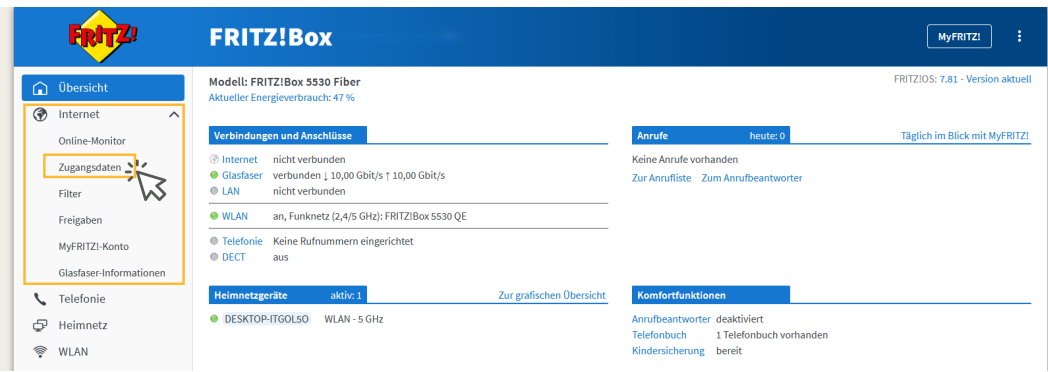 FRITZ!
FRITZ!Box
MyFRITZ!
Übersicht
Internet
Online-Monitor
Zugangsdaten
Filter
Freigaben
MyFRITZ!-Konto
Glasfaser-Informationen
Telefonie
Heimnetz
WLAN
Modell: FRITZ!Box 5530 Fiber
Aktueller Energieverbrauch: 47 %
FRITZ!OS: 7.81 - Version aktuell
Verbindungen und Anschlüsse
Internet nicht verbunden
Glasfaser verbunden ↓ 10,00 Gbit/s ↑ 10,00 Gbit/s
LAN nicht verbunden
WLAN an, Funknetz (2,4/5 GHz): FRITZ!Box 5530 QE
Telefonie Keine Rufnummern eingerichtet
DECT aus
Anrufe heute: 0 Täglich im Blick mit MyFRITZ!
Keine Anrufe vorhanden
Zur Anrufliste Zum Anrufbeantworter
Heimnetzgeräte aktiv: 1 Zur grafischen Übersicht
DESKTOP-ITGOL5O WLAN - 5 GHz
Komfortfunktionen
Anrufbeantworter deaktiviert
Telefonbuch 1 Telefonbuch vorhanden
Kindersicherung bereit